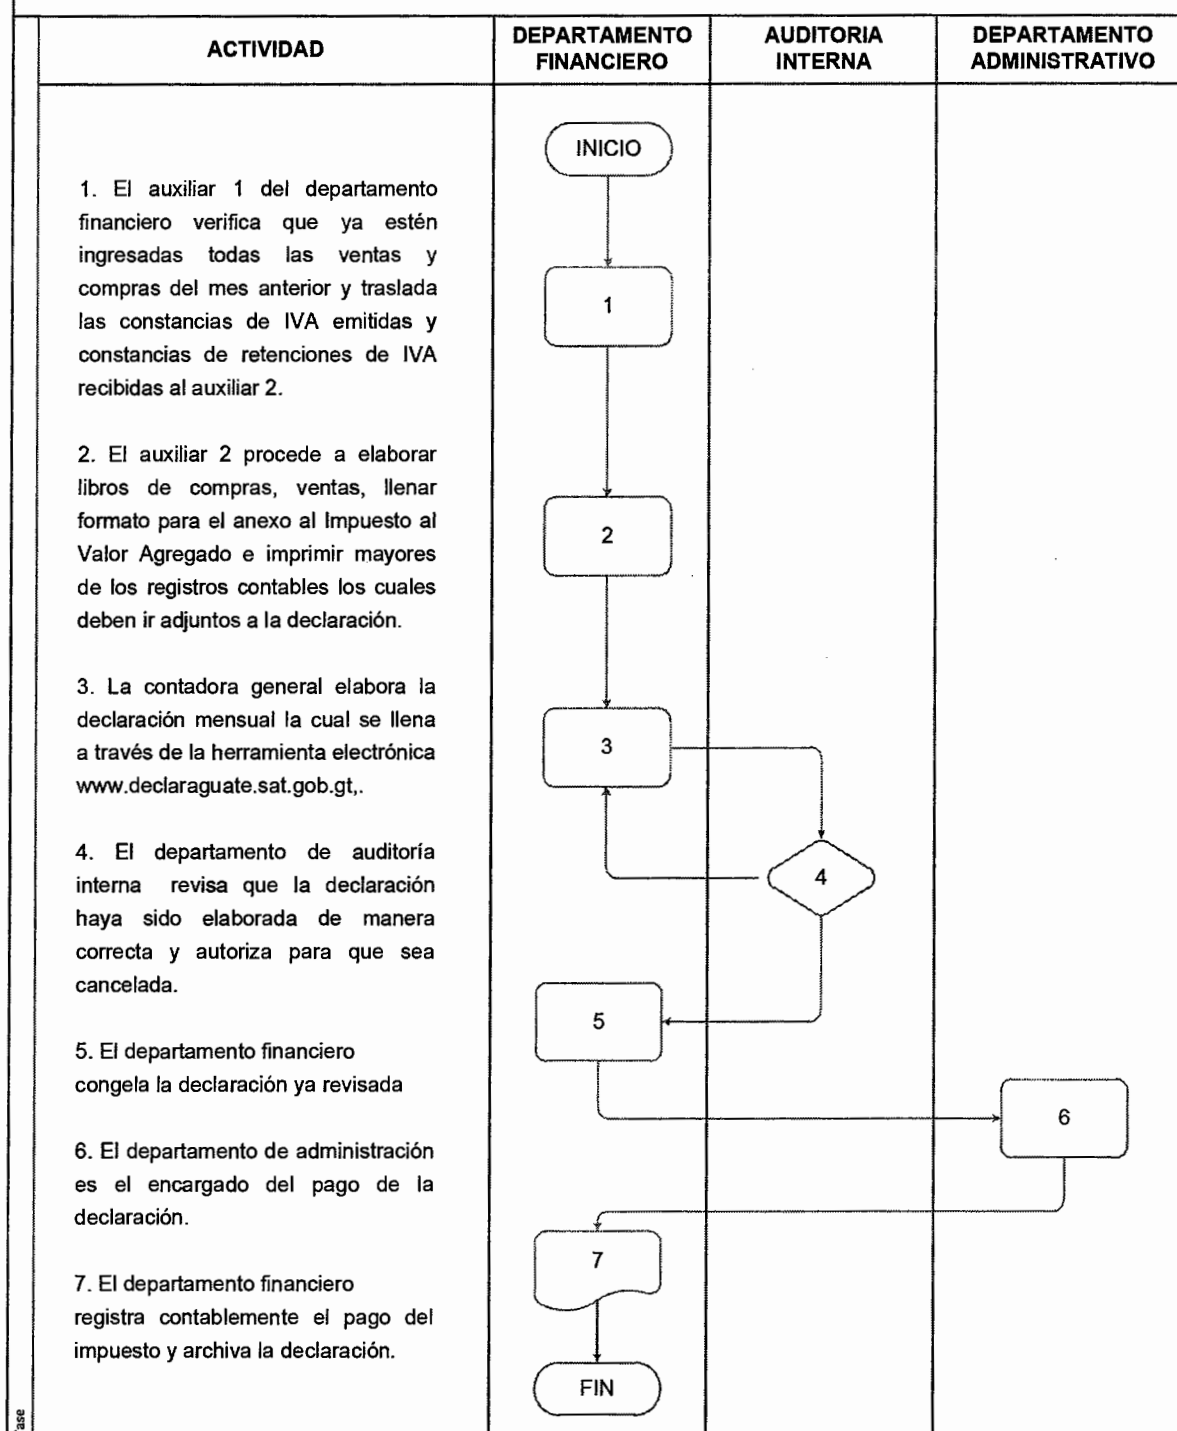 ACTIVIDAD
DEPARTAMENTO
FINANCIERO
AUDITORIA
INTERNA
DEPARTAMENTO
ADMINISTRATIVO
1. El auxiliar 1 del departamento
financiero verifica que ya estén
ingresadas todas las ventas y
compras del mes anterior y traslada
las constancias de IVA emitidas y
constancias de retenciones de IVA
recibidas al auxiliar 2.
2. El auxiliar 2 procede a elaborar
libros de compras, ventas, llenar
formato para el anexo al Impuesto al
Valor Agregado e imprimir mayores
de los registros contables los cuales
deben ir adjuntos a la declaración.
3. La contadora general elabora la
declaración mensual la cual se llena
a través de la herramienta electrónica
www.declaraguate.sat.gob.gt,.
4. El departamento de auditoría
interna revisa que la declaración
haya sido elaborada de manera
correcta y autoriza para que sea
cancelada.
5. El departamento financiero
congela la declaración ya revisada
6. El departamento de administración
es el encargado del pago de la
declaración.
7. El departamento financiero
registra contablemente el pago del
impuesto y archiva la declaración.
INICIO
1
2
3
4
5
6
7
FIN